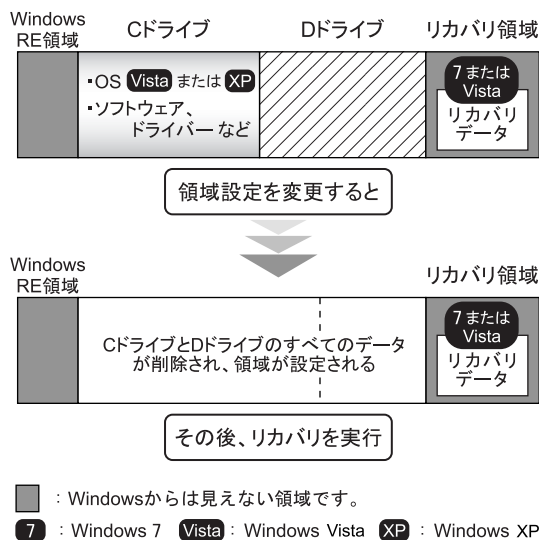 Windows
RE領域
Cドライブ
Dドライブ
リカバリ領域
・OS Vista または XP
・ソフトウェア、
ドライバー など
7 または
Vista
リカバリ
データ
領域設定を変更すると
Windows
RE領域
リカバリ領域
CドライブとDドライブのすべてのデータ
が削除され、領域が設定される
7 または
Vista
リカバリ
データ
その後、リカバリを実行
：Windowsからは見えない領域です。
7 ：Windows 7 Vista：Windows Vista XP ：Windows XP